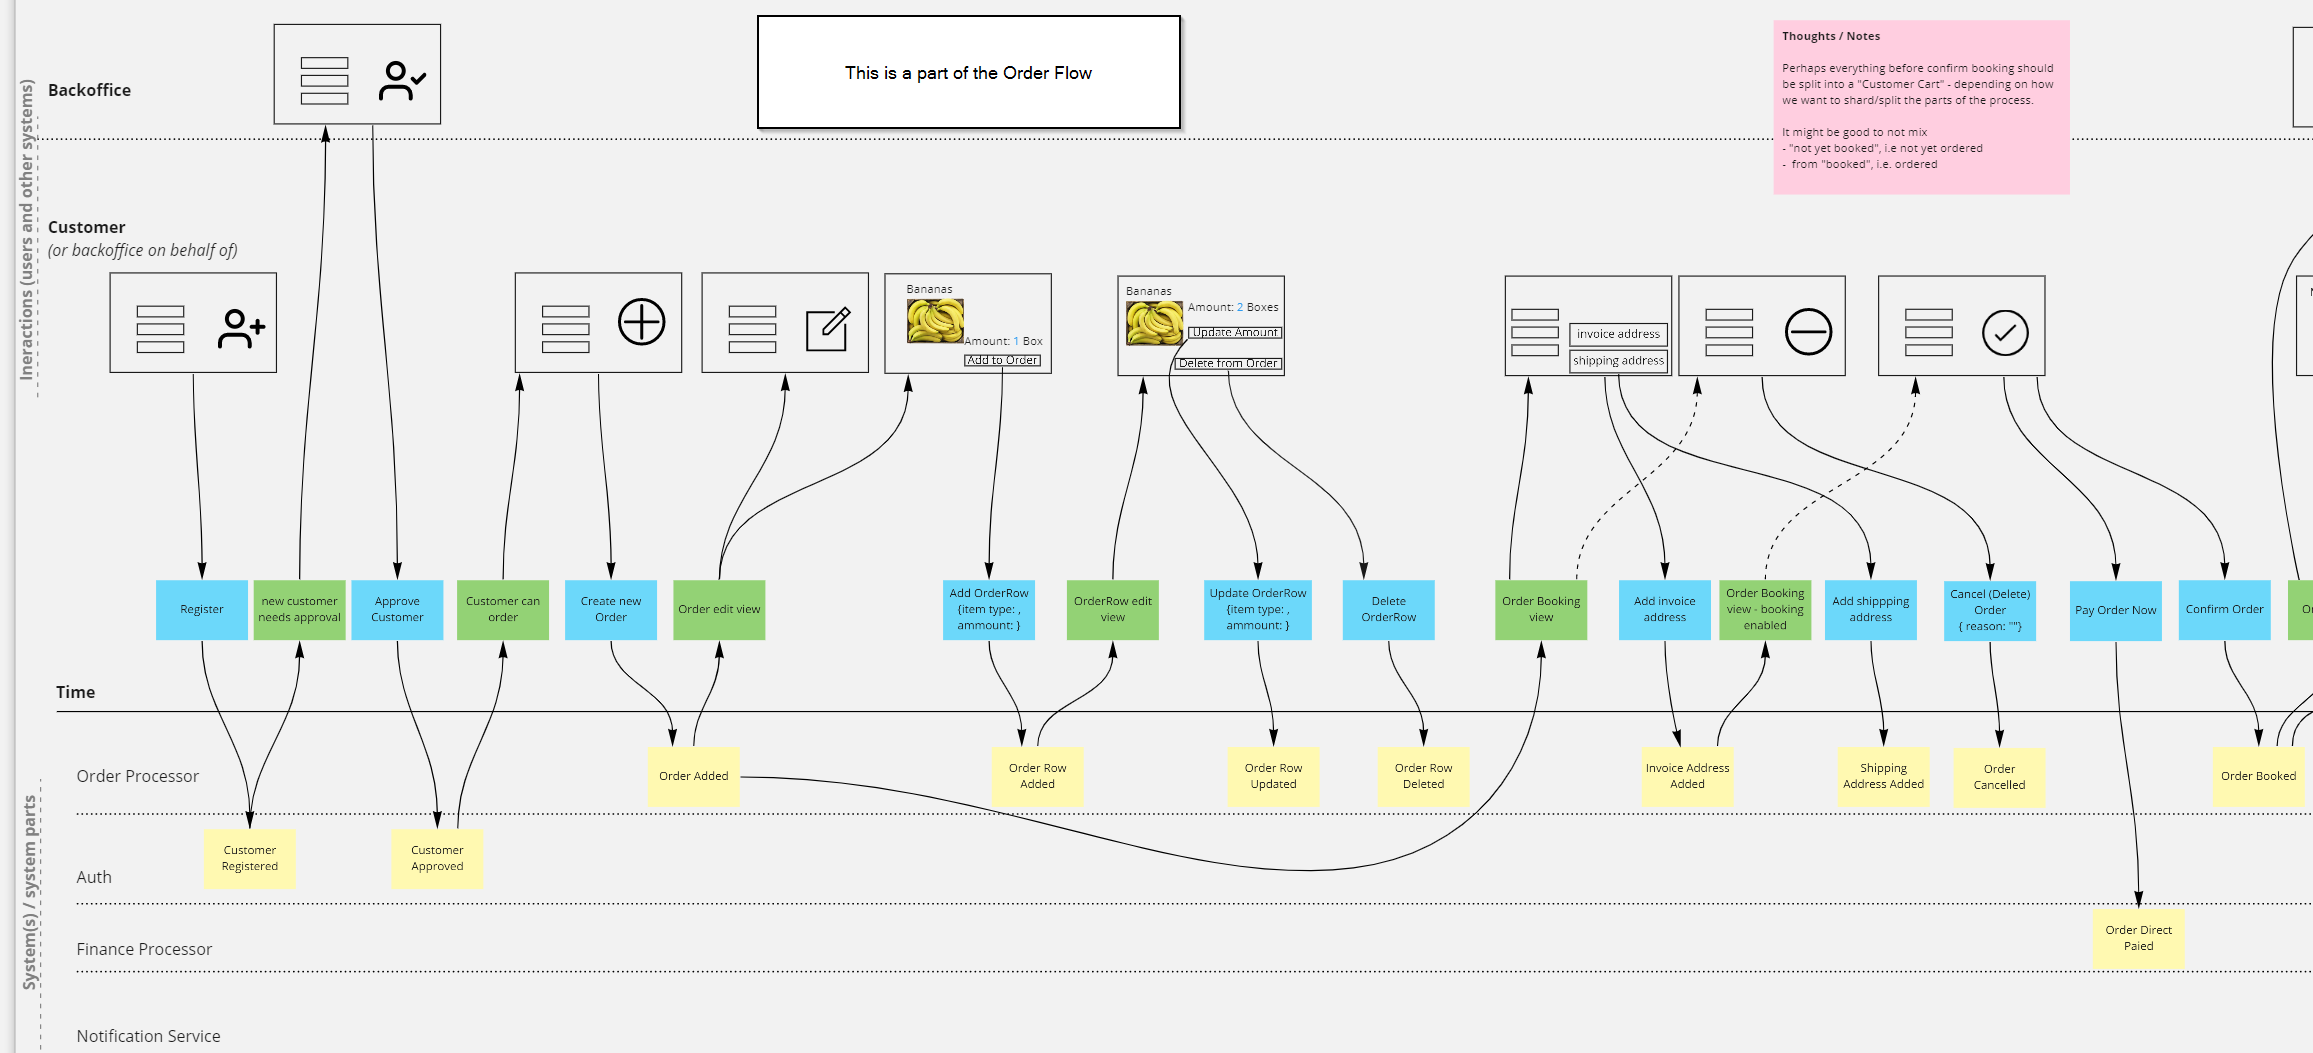 This is a part of the Order Flow
Thoughts / Notes
Perhaps everything before confirm booking should
be split into a "Customer Cart" - depending on how
we want to shard/split the parts of the process.
It might be good to not mix
- "not yet booked", i.e not yet ordered
- from "booked", i.e. ordered
Ineractions (users and other systems)
Backoffice
Customer
(or backoffice on behalf of)
Bananas
Amount: 1 Box
Add to Order
Bananas
Amount: 2 Boxes
Update Amount
Delete from Order
invoice address
shipping address
Register
new customer
needs approval
Approve
Customer
Customer can
order
Create new
Order
Order edit view
Add OrderRow
{item type: ,
ammount: }
OrderRow edit
view
Update OrderRow
{item type: ,
ammount: }
Delete
OrderRow
Order Booking
view
Add invoice
address
Order Booking
view - booking
enabled
Add shippping
address
Cancel (Delete)
Order
{ reason: ""}
Pay Order Now
Confirm Order
Time
System(s) / system parts
Order Processor
Order Added
Order Row
Added
Order Row
Updated
Order Row
Deleted
Invoice Address
Added
Shipping
Address Added
Order
Cancelled
Order Booked
Auth
Customer
Registered
Customer
Approved
Finance Processor
Order Direct
Paied
Notification Service